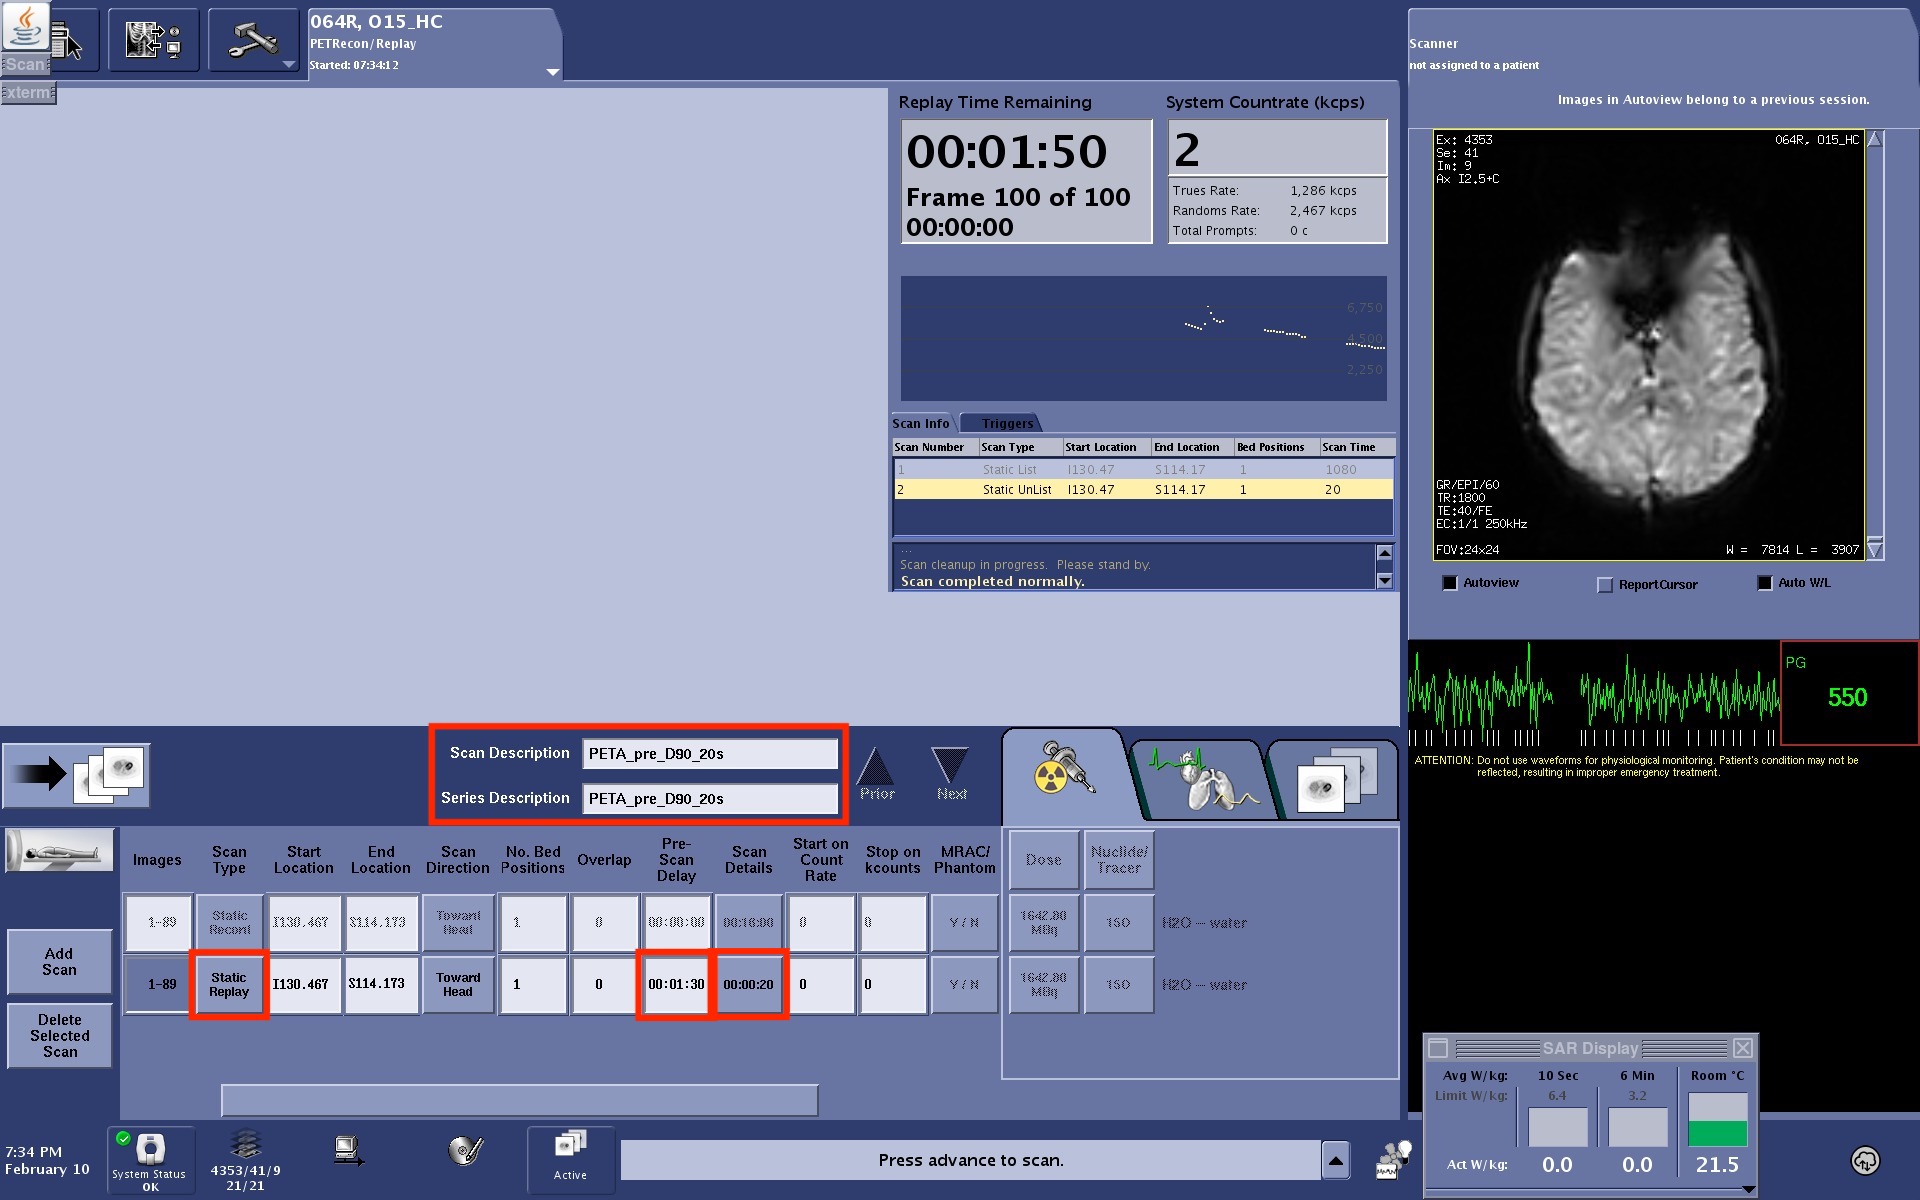 Scan
xterm
064R, O15_HC
PETRecon/Replay
Started: 07:34:12
Replay Time Remaining
00:01:50
Frame 100 of 100
00:00:00
System Countrate (kcps)
2
Trues Rate: 1,286 kcps
Randoms Rate: 2,467 kcps
Total Prompts: 0 c
6,750
4,500
2,250
Scan Info Triggers
Scan Number Scan Type Start Location End Location Bed Positions Scan Time
1 Static List I130.47 S114.17 1 1080
2 Static UnList I130.47 S114.17 1 20
...
Scan cleanup in progress. Please stand by.
Scan completed normally.
Scanner
not assigned to a patient
Images in Autoview belong to a previous session.
Ex: 4353
Se: 41
Im: 9
Ax I2.5+C
064R, O15_HC
GR/EPI/60
TR:1800
TE:40/FE
EC:1/1 250kHz
FOV:24x24
W = 7814 L = 3907
Autoview ReportCursor Auto W/L
PG
550
ATTENTION: Do not use waveforms for physiological monitoring. Patient's condition may not be
reflected, resulting in improper emergency treatment.
Scan Description PETA_pre_D90_20s
Series Description PETA_pre_D90_20s
Prior
Next
Images
Scan
Type
Start
Location
End
Location
Scan
Direction
No. Bed
Positions
Overlap
Pre-
Scan
Delay
Scan
Details
Start on
Count
Rate
Stop on
kcounts
MRAC/
Phantom
Dose
Nuclide/
Tracer
1-89
Static
Record
I130.467
S114.173
Toward
Head
1
0
00:00:00
00:18:00
0
0
Y / N
1642.80
MBq
15O
H2O -- water
1-89
Static
Replay
I130.467
S114.173
Toward
Head
1
0
00:01:30
00:00:20
0
0
Y / N
1642.80
MBq
15O
H2O -- water
Add
Scan
Delete
Selected
Scan
7:34 PM
February 10
System Status
OK
4353/41/9
21/21
Active
Press advance to scan.
SAR Display
Avg W/kg: 10 Sec 6 Min Room °C
Limit W/kg: 6.4 3.2
Act W/kg: 0.0 0.0 21.5